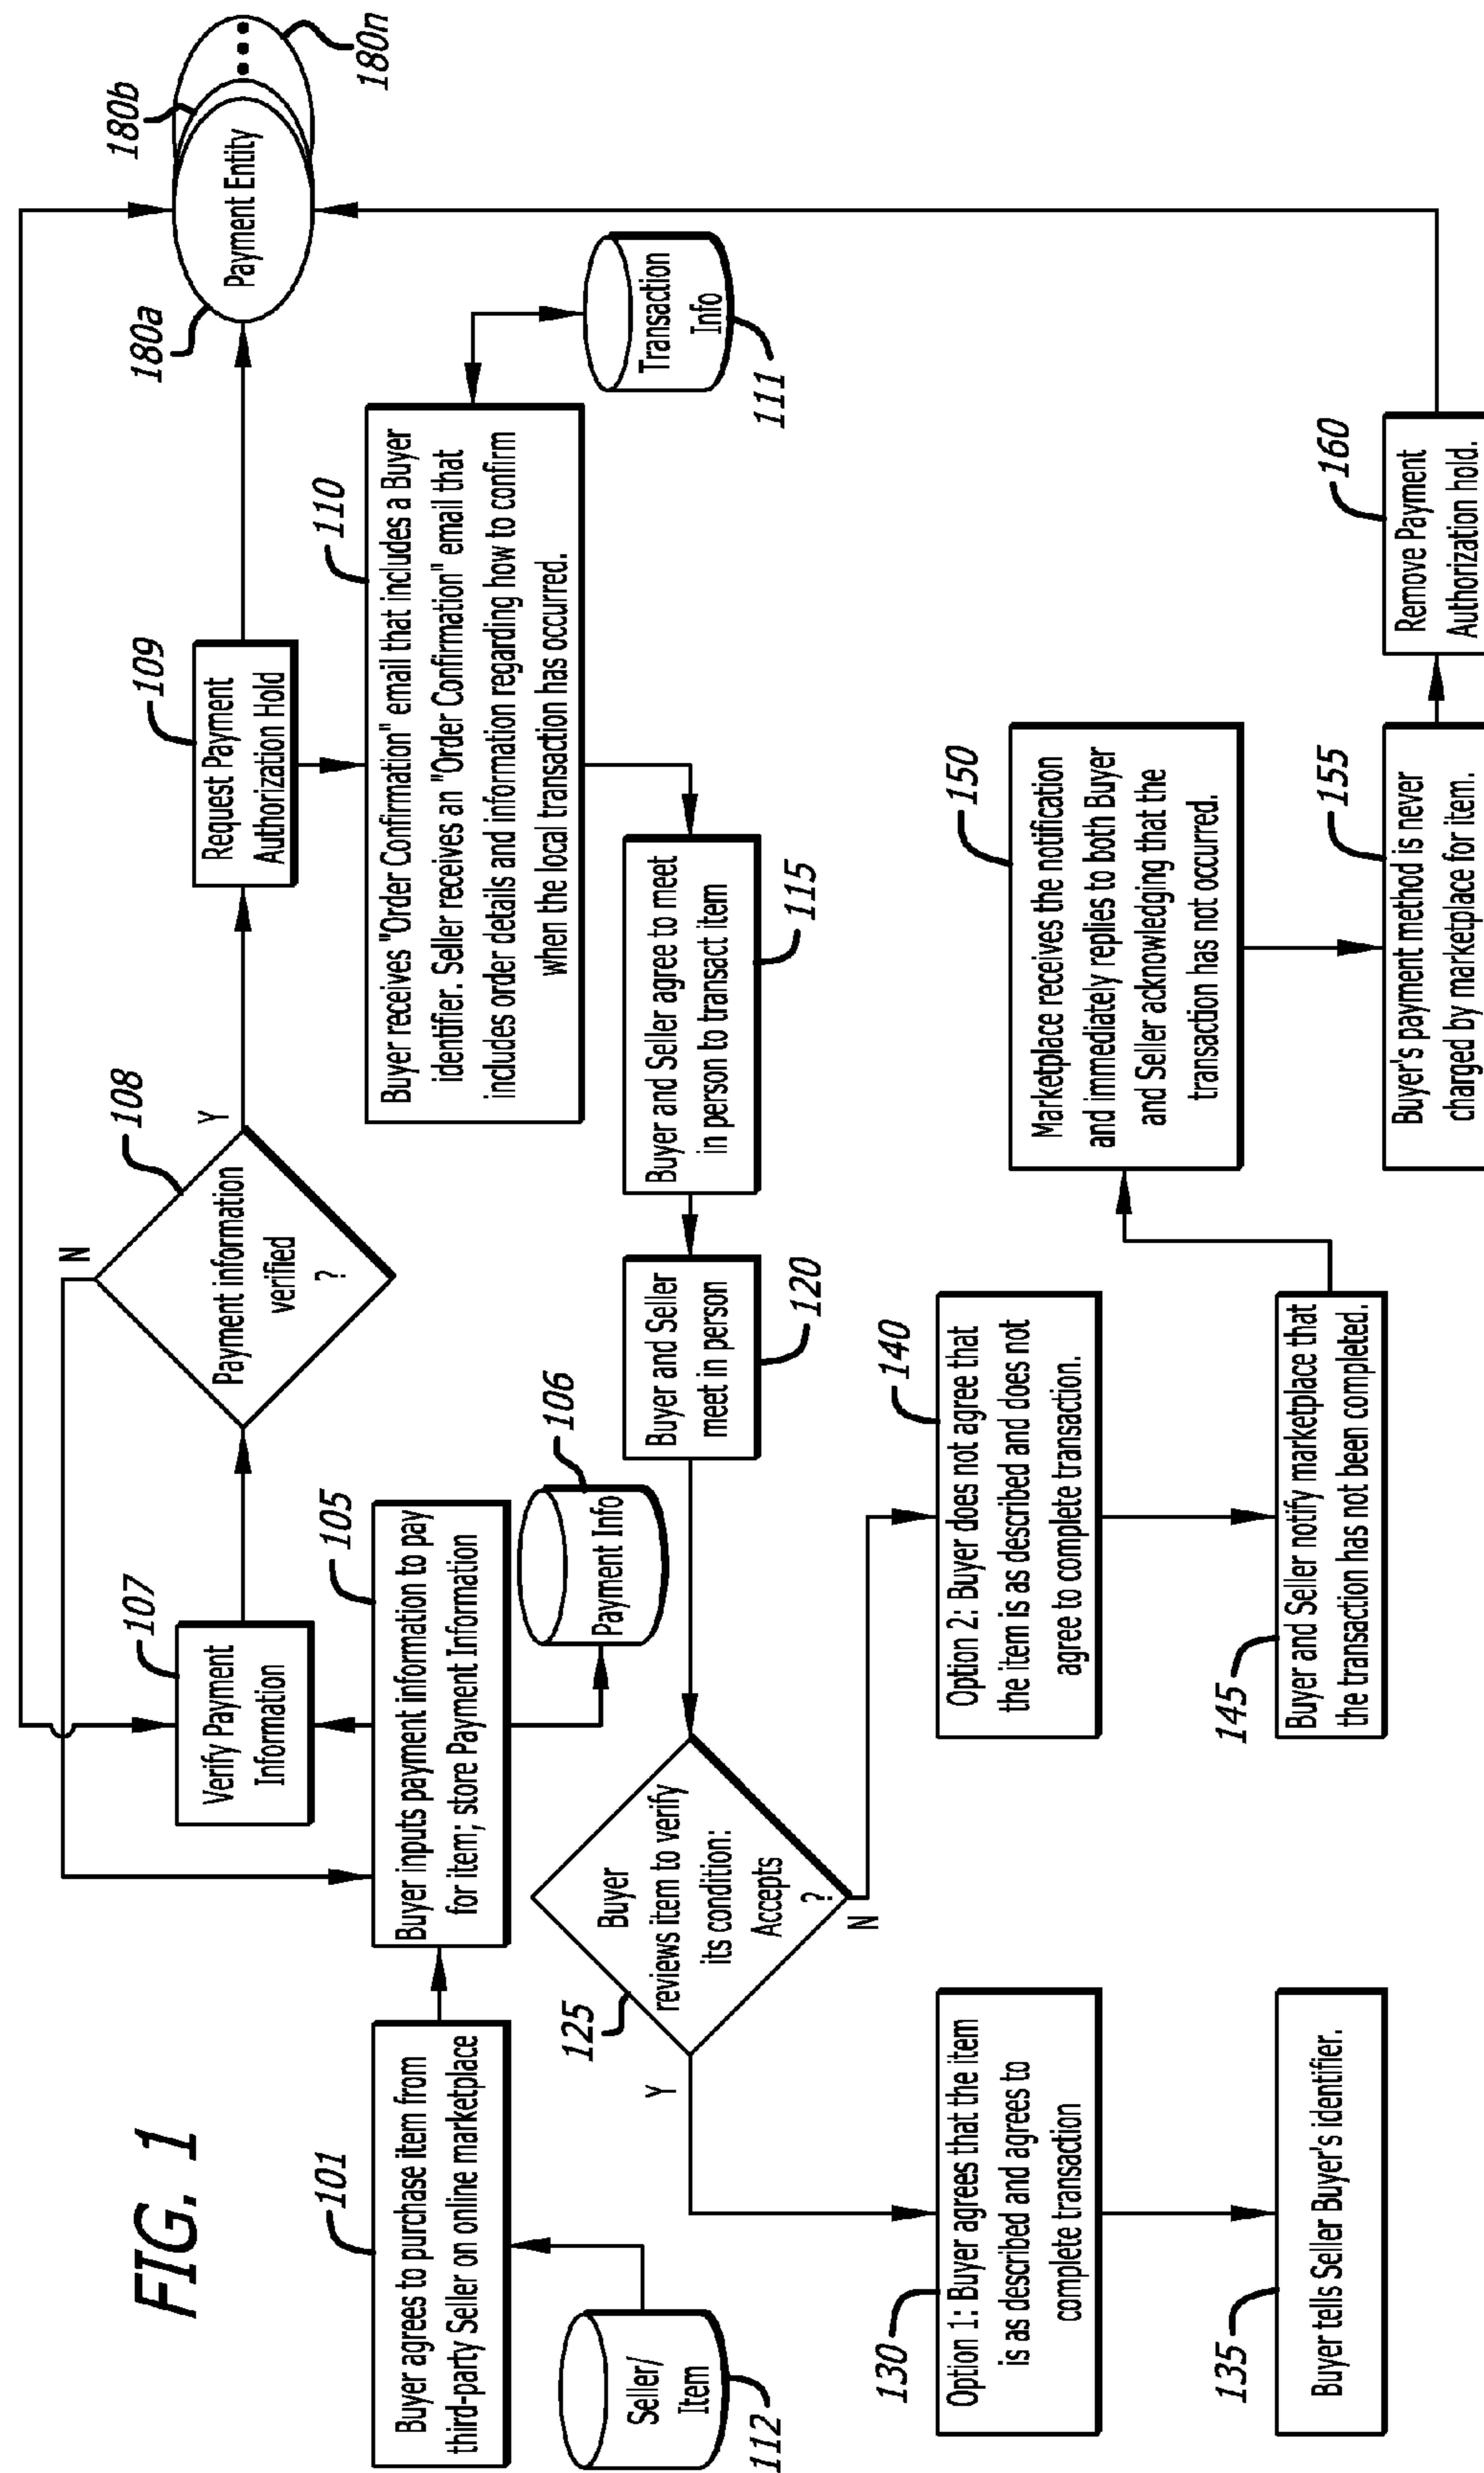 FIG. 1
101
Buyer agrees to purchase item from
third-party Seller on online marketplace
Seller/
Item
112
105
Buyer inputs payment information to pay
for item; store Payment Information
106
Payment Info
107
Verify Payment
Information
108
Payment information
verified
?
N
Y
109
Request Payment
Authorization Hold
180a
180b
180n
Payment Entity
110
Buyer receives "Order Confirmation" email that includes a Buyer
identifier. Seller receives an "Order Confirmation" email that
includes order details and information regarding how to confirm
when the local transaction has occurred.
Transaction
Info
111
115
Buyer and Seller agree to meet
in person to transact item
120
Buyer and Seller
meet in person
125
Buyer
reviews item to verify
its condition:
Accepts
?
Y
N
130
Option 1: Buyer agrees that the item
is as described and agrees to
complete transaction
135
Buyer tells Seller Buyer's identifier.
140
Option 2: Buyer does not agree that
the item is as described and does not
agree to complete transaction.
145
Buyer and Seller notify marketplace that
the transaction has not been completed.
150
Marketplace receives the notification
and immediately replies to both Buyer
and Seller acknowledging that the
transaction has not occurred.
155
Buyer's payment method is never
charged by marketplace for item.
160
Remove Payment
Authorization hold.